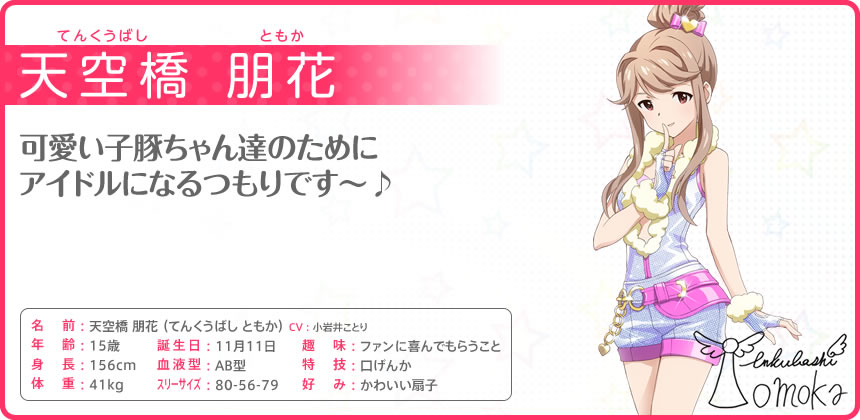 てんくうばし ともか
天空橋 朋花
可愛い子豚ちゃん達のために
アイドルになるつもりです～♪
名 前：天空橋 朋花（てんくうばし ともか） CV：小岩井ことり
年 齢：15歳 誕生日：11月11日 趣 味：ファンに喜んでもらうこと
身 長：156cm 血液型：AB型 特 技：口げんか
体 重：41kg スリーサイズ：80-56-79 好 み：かわいい扇子
Tenkubashi
Tomoka